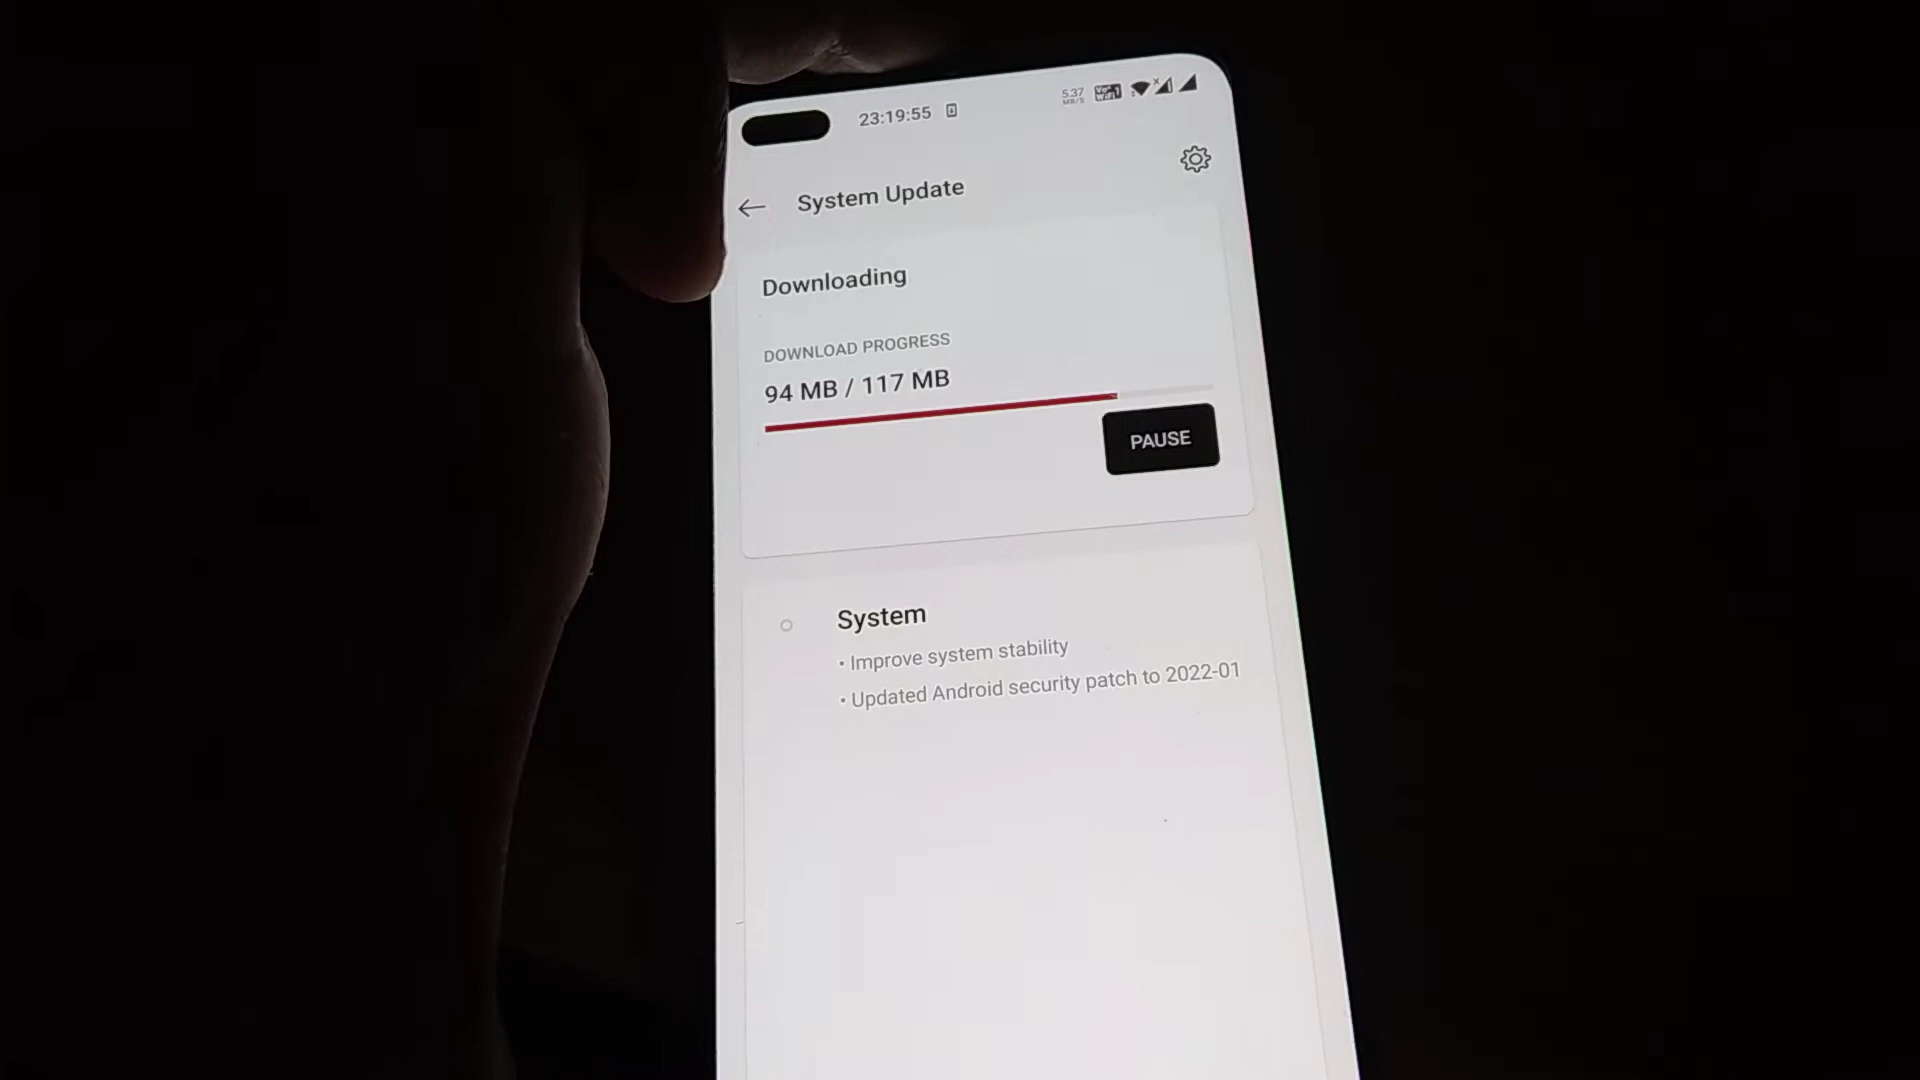 23:19:55
5.37
MB/S
System Update
Downloading
DOWNLOAD PROGRESS
94 MB / 117 MB
PAUSE
System
• Improve system stability
• Updated Android security patch to 2022-01